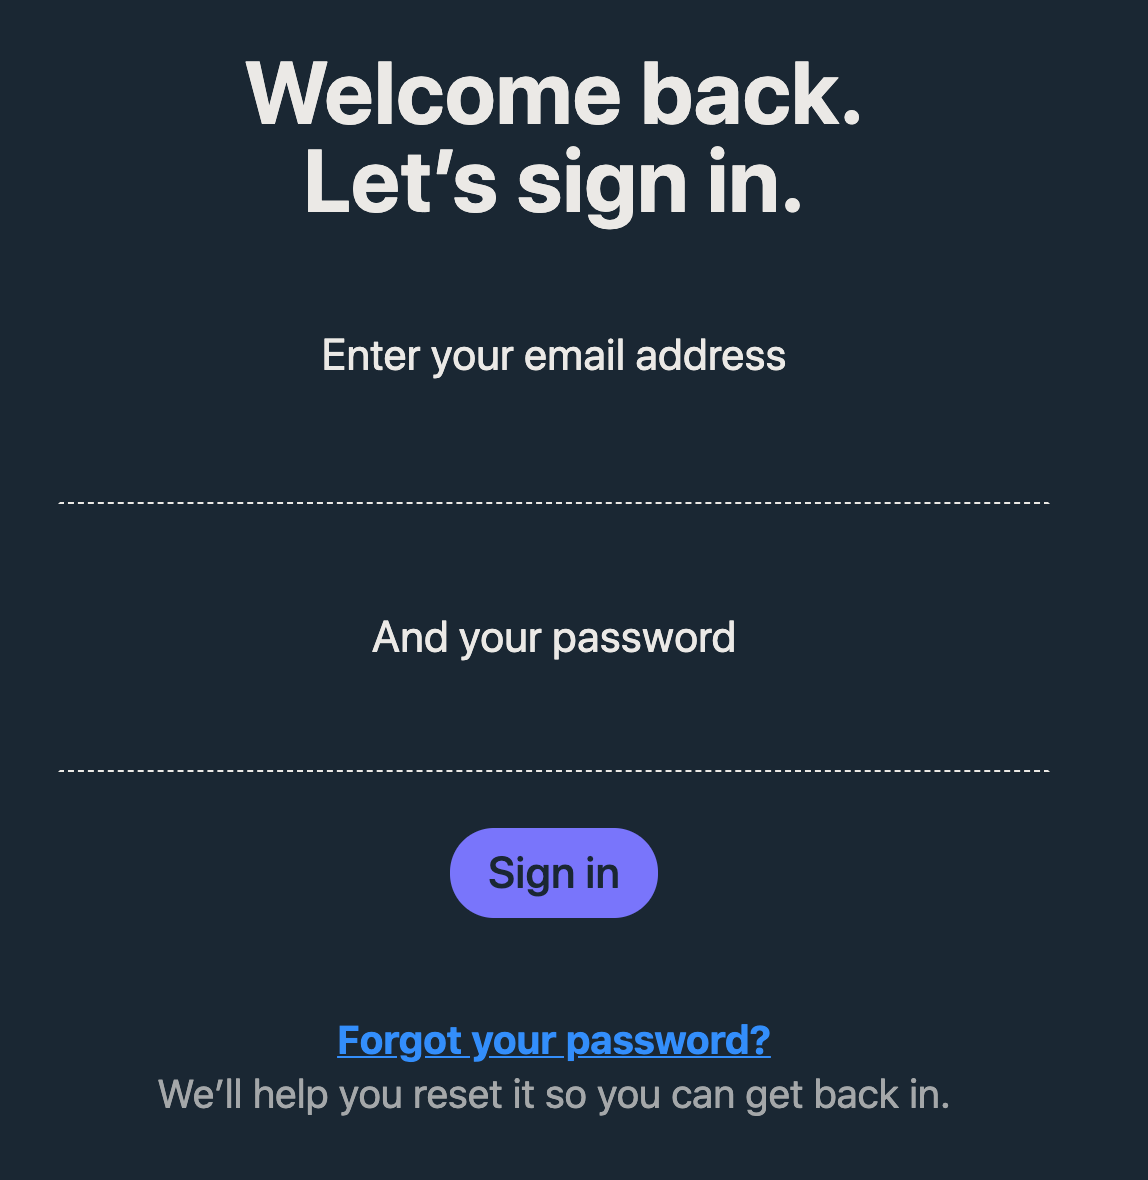 Welcome back.
Let’s sign in.
Enter your email address
And your password
Sign in
Forgot your password?
We’ll help you reset it so you can get back in.